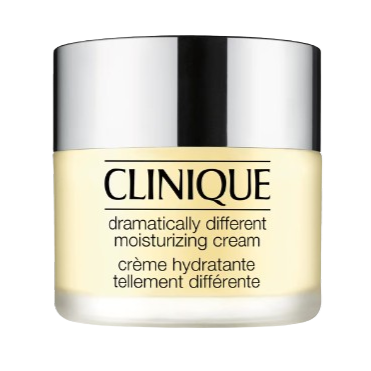 CLINIQUE
dramatically different
moisturizing cream
crème hydratante
tellement différente